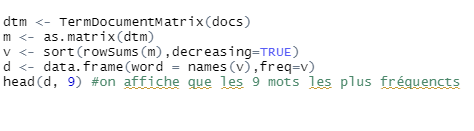 dtm <- TermDocumentMatrix(docs)
m <- as.matrix(dtm)
v <- sort(rowSums(m),decreasing=TRUE)
d <- data.frame(word = names(v),freq=v)
head(d, 9) #on affiche que les 9 mots les plus fréquencts